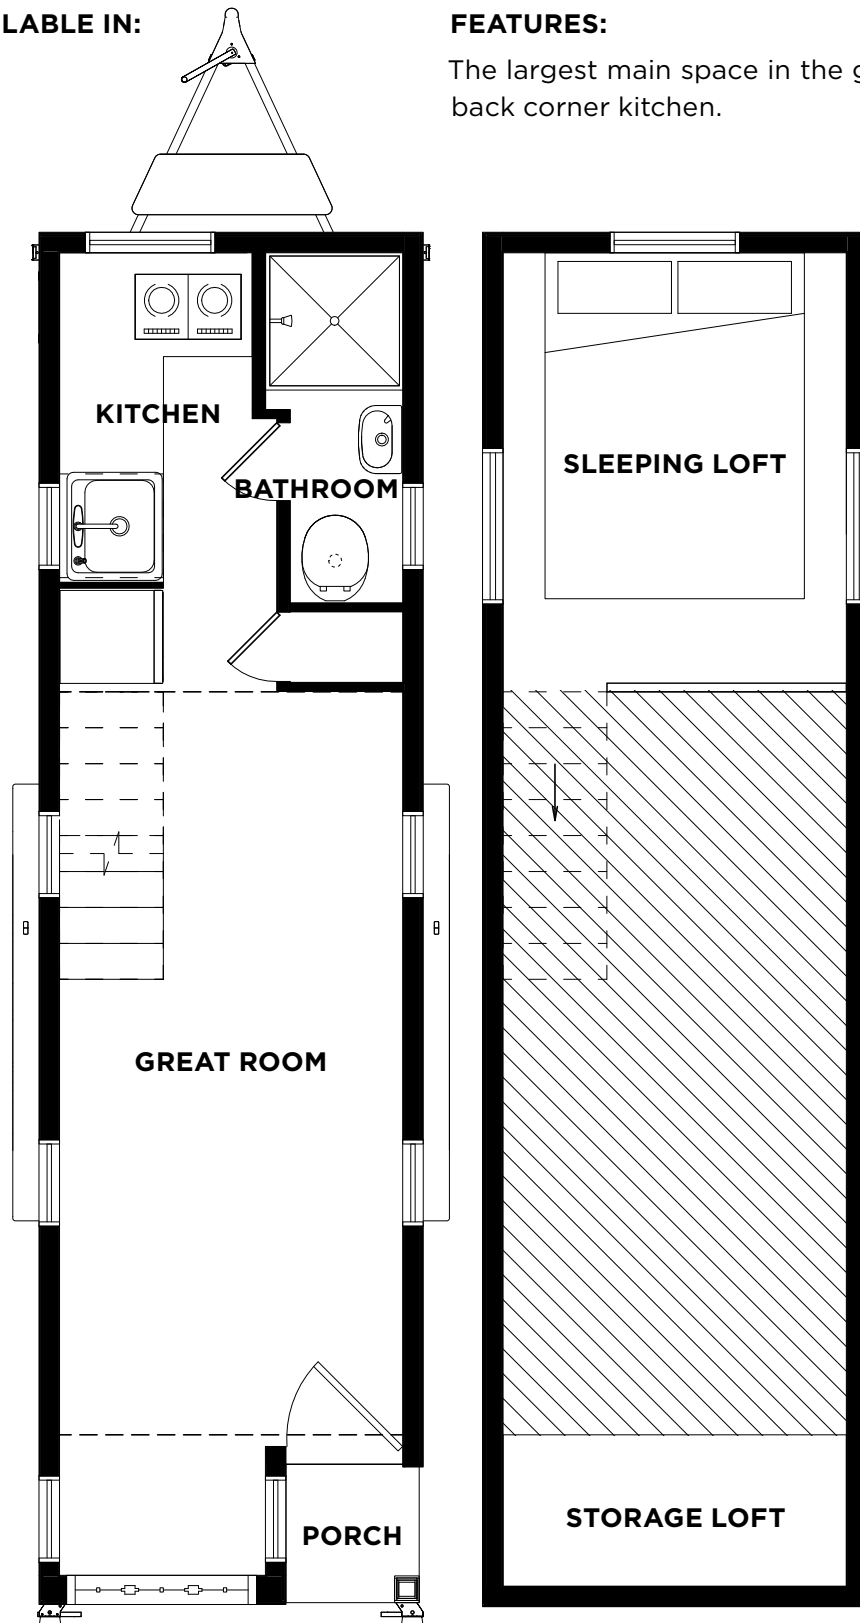 LABLE IN:
FEATURES:
The largest main space in the
back corner kitchen.
KITCHEN
BATHROOM
GREAT ROOM
PORCH
SLEEPING LOFT
STORAGE LOFT